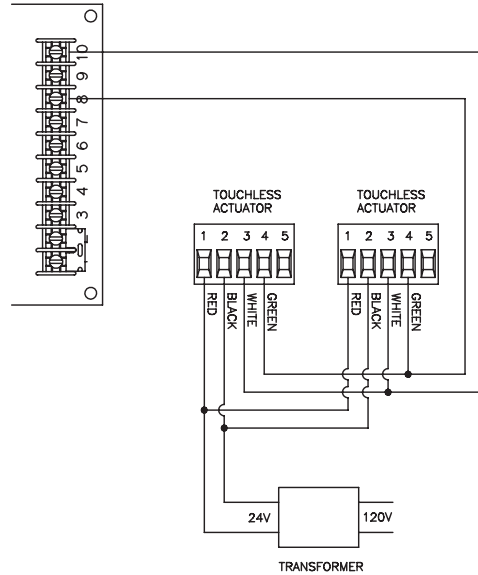 10
9
8
7
6
5
4
3
TOUCHLESS
ACTUATOR
1 2 3 4 5
RED
BLACK
WHITE
GREEN
TOUCHLESS
ACTUATOR
1 2 3 4 5
RED
BLACK
WHITE
GREEN
24V
120V
TRANSFORMER